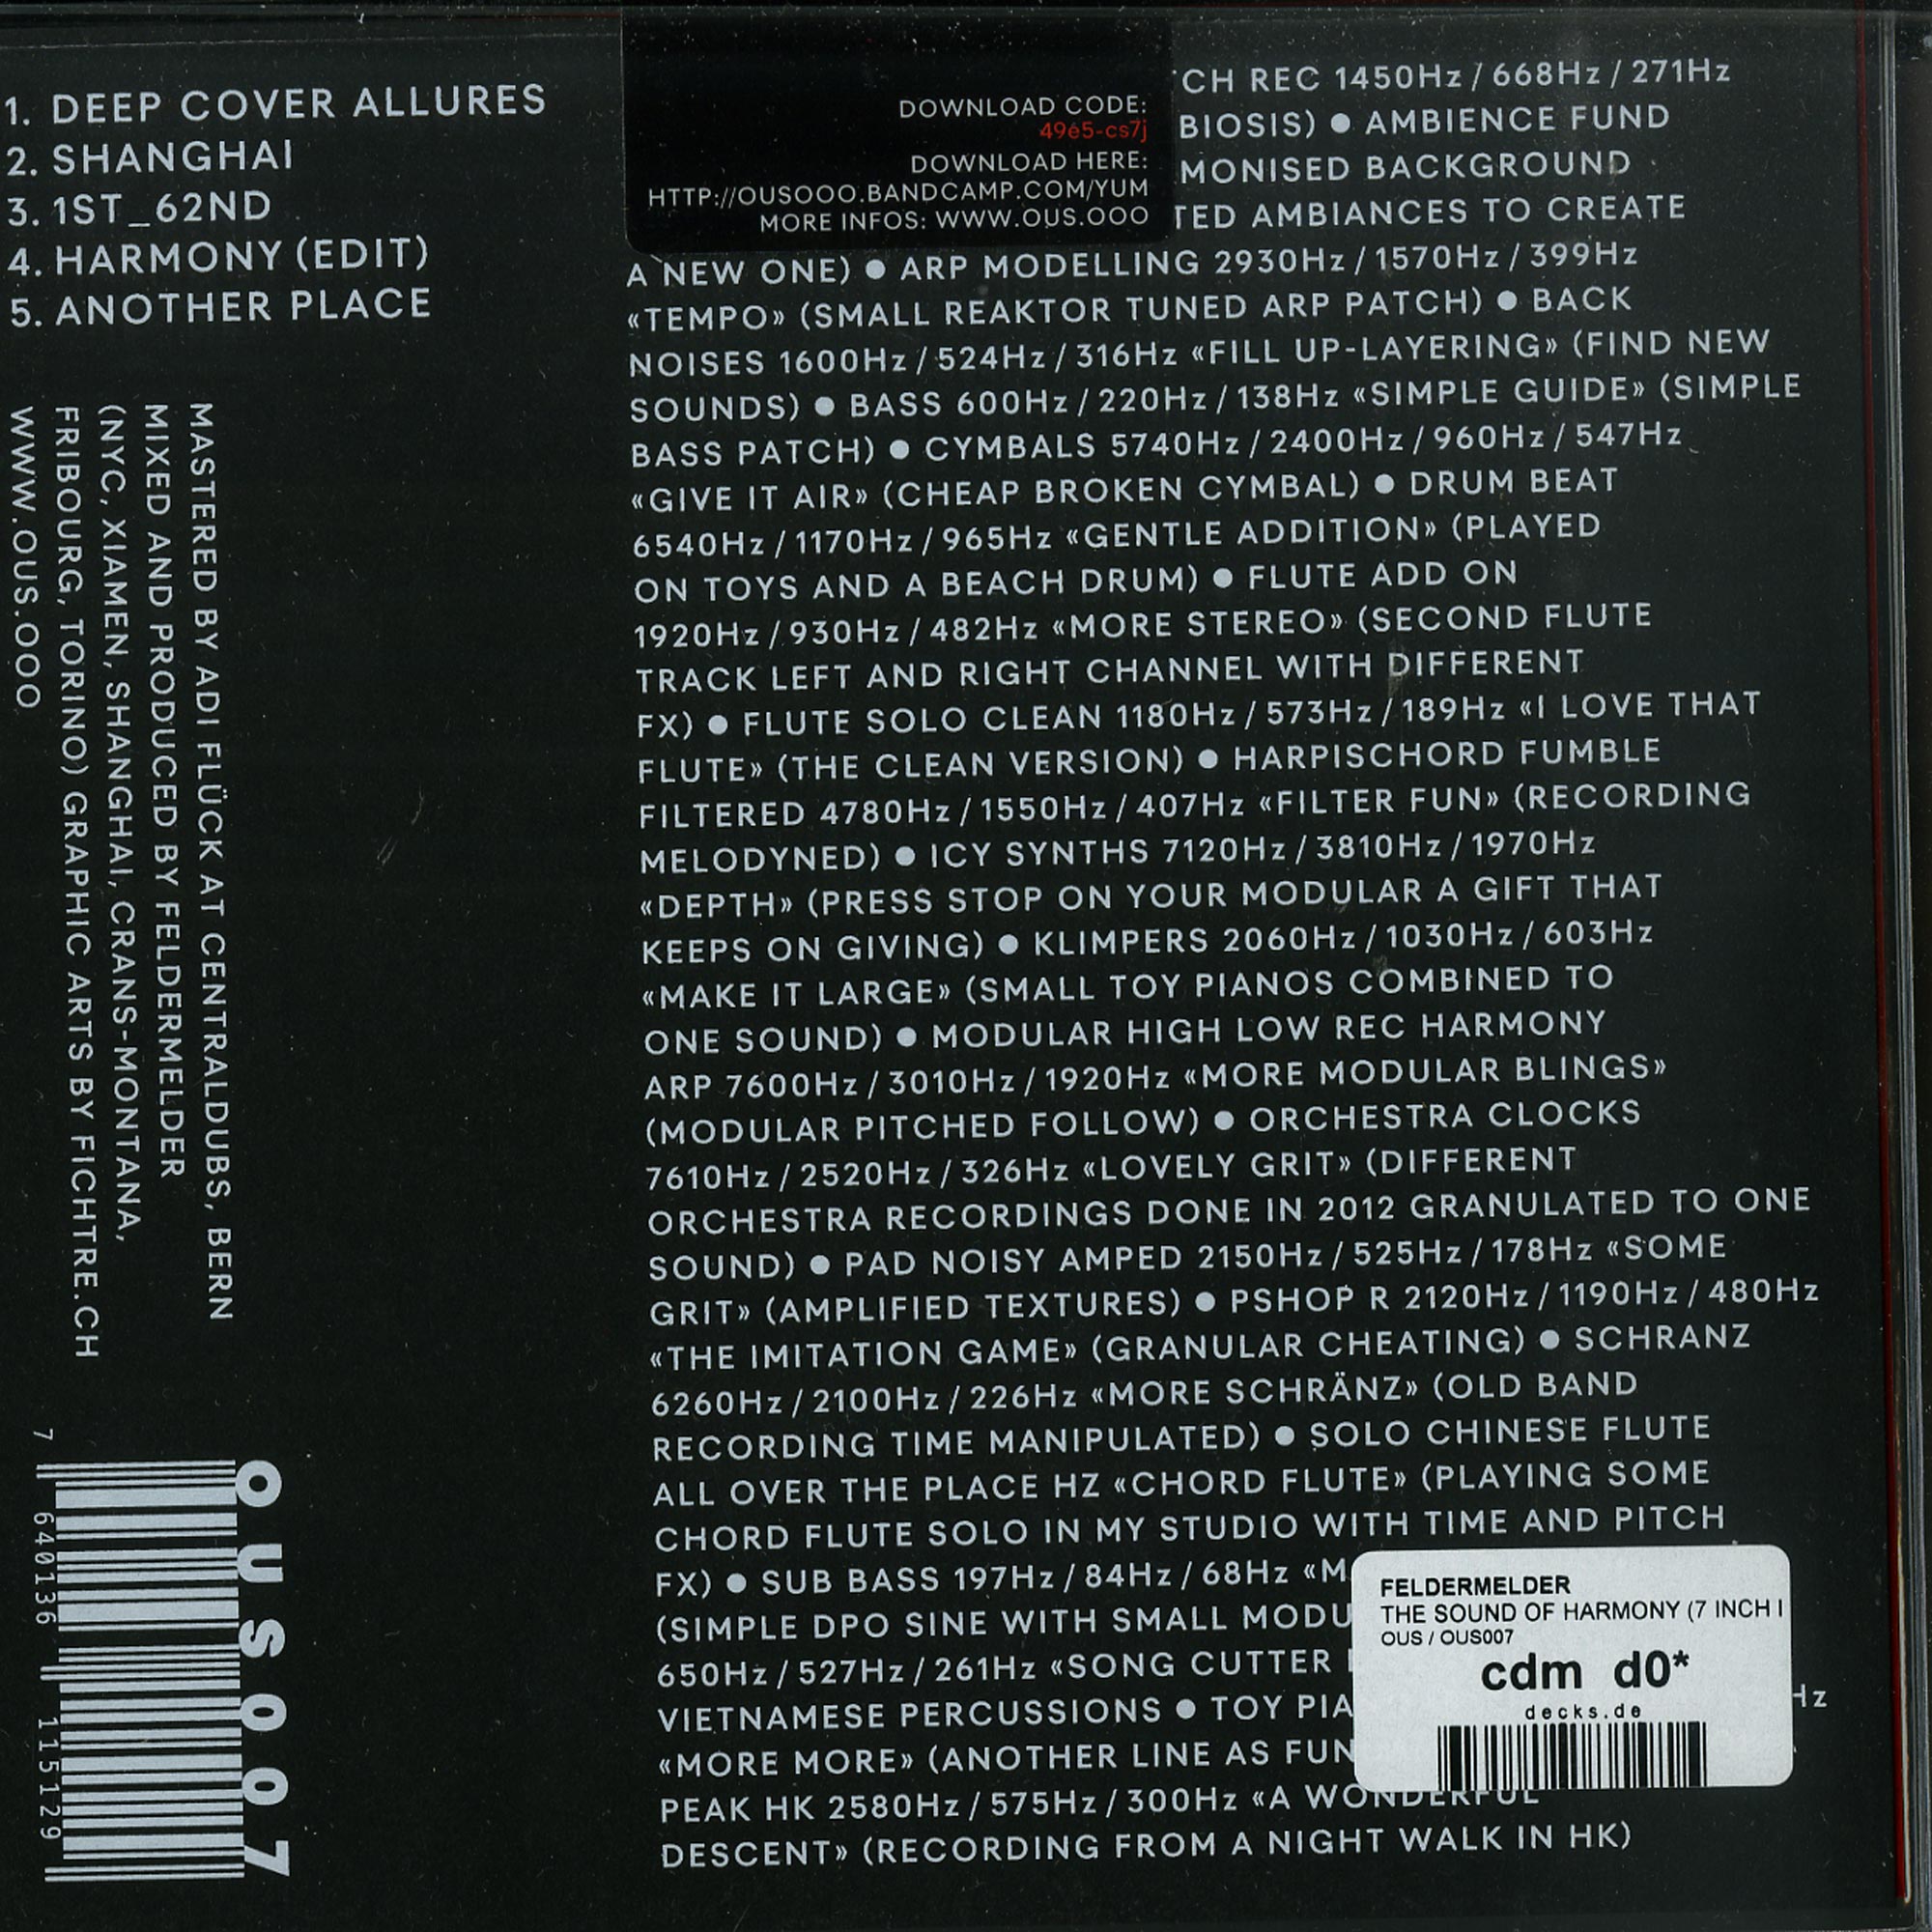 1. DEEP COVER ALLURES
2. SHANGHAI
3. 1ST_62ND
4. HARMONY (EDIT)
5. ANOTHER PLACE
MASTERED BY ADI FLÜCK AT CENTRALDUBS, BERN
MIXED AND PRODUCED BY FELDERMELDER
(NYC, XIAMEN, SHANGHAI, CRANS-MONTANA,
FRIBOURG, TORINO) GRAPHIC ARTS BY FICHTRE.CH
WWW.OUS.OOO
7 640136 115129
OUS007
DOWNLOAD CODE:
49e5-cs7j
DOWNLOAD HERE:
HTTP://OUSOOO.BANDCAMP.COM/YUM
MORE INFOS: WWW.OUS.OOO
CH REC 1450Hz / 668Hz / 271Hz
BIOSIS) ● AMBIENCE FUND
MONISED BACKGROUND
TED AMBIANCES TO CREATE
A NEW ONE) ● ARP MODELLING 2930Hz / 1570Hz / 399Hz
«TEMPO» (SMALL REAKTOR TUNED ARP PATCH) ● BACK
NOISES 1600Hz / 524Hz / 316Hz «FILL UP-LAYERING» (FIND NEW
SOUNDS) ● BASS 600Hz / 220Hz / 138Hz «SIMPLE GUIDE» (SIMPLE
BASS PATCH) ● CYMBALS 5740Hz / 2400Hz / 960Hz / 547Hz
«GIVE IT AIR» (CHEAP BROKEN CYMBAL) ● DRUM BEAT
6540Hz / 1170Hz / 965Hz «GENTLE ADDITION» (PLAYED
ON TOYS AND A BEACH DRUM) ● FLUTE ADD ON
1920Hz / 930Hz / 482Hz «MORE STEREO» (SECOND FLUTE
TRACK LEFT AND RIGHT CHANNEL WITH DIFFERENT
FX) ● FLUTE SOLO CLEAN 1180Hz / 573Hz / 189Hz «I LOVE THAT
FLUTE» (THE CLEAN VERSION) ● HARPISCHORD FUMBLE
FILTERED 4780Hz / 1550Hz / 407Hz «FILTER FUN» (RECORDING
MELODYNED) ● ICY SYNTHS 7120Hz / 3810Hz / 1970Hz
«DEPTH» (PRESS STOP ON YOUR MODULAR A GIFT THAT
KEEPS ON GIVING) ● KLIMPERS 2060Hz / 1030Hz / 603Hz
«MAKE IT LARGE» (SMALL TOY PIANOS COMBINED TO
ONE SOUND) ● MODULAR HIGH LOW REC HARMONY
ARP 7600Hz / 3010Hz / 1920Hz «MORE MODULAR BLINGS»
(MODULAR PITCHED FOLLOW) ● ORCHESTRA CLOCKS
7610Hz / 2520Hz / 326Hz «LOVELY GRIT» (DIFFERENT
ORCHESTRA RECORDINGS DONE IN 2012 GRANULATED TO ONE
SOUND) ● PAD NOISY AMPED 2150Hz / 525Hz / 178Hz «SOME
GRIT» (AMPLIFIED TEXTURES) ● PSHOP R 2120Hz / 1190Hz / 480Hz
«THE IMITATION GAME» (GRANULAR CHEATING) ● SCHRANZ
6260Hz / 2100Hz / 226Hz «MORE SCHRÄNZ» (OLD BAND
RECORDING TIME MANIPULATED) ● SOLO CHINESE FLUTE
ALL OVER THE PLACE HZ «CHORD FLUTE» (PLAYING SOME
CHORD FLUTE SOLO IN MY STUDIO WITH TIME AND PITCH
FX) ● SUB BASS 197Hz / 84Hz / 68Hz «M
(SIMPLE DPO SINE WITH SMALL MODU
650Hz / 527Hz / 261Hz «SONG CUTTER
VIETNAMESE PERCUSSIONS ● TOY PIA Hz
«MORE MORE» (ANOTHER LINE AS FUN
PEAK HK 2580Hz / 575Hz / 300Hz «A WONDERFUL
DESCENT» (RECORDING FROM A NIGHT WALK IN HK)
FELDERMELDER
THE SOUND OF HARMONY (7 INCH I
OUS / OUS007
cdm d0*
decks.de